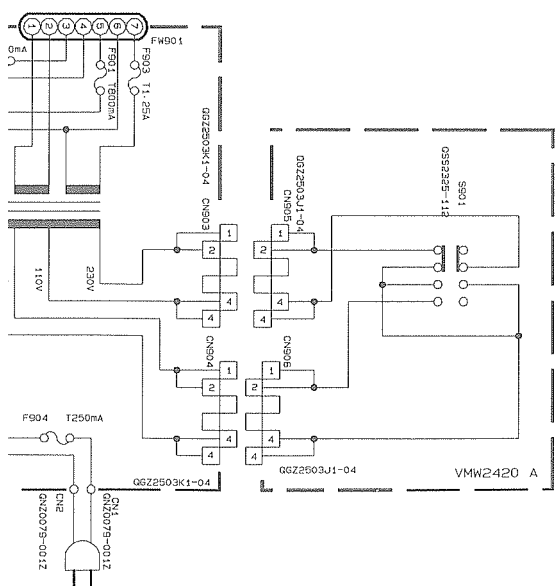 1 2 3 4 5 6 7
FW901
0mA
F901 T800mA
F903 T1.25A
QGZ2503K1-04
CN903
1
2
4
4
QGZ2503J1-04
CN905
1
2
4
4
QSS2325-112
S901
110V
230V
CN904
1
2
4
4
CN906
1
2
4
4
F904 T250mA
QGZ2503K1-04
QGZ2503J1-04
VMW2420 A
CN2
QNZ0079-001Z
CN1
QNZ0079-001Z